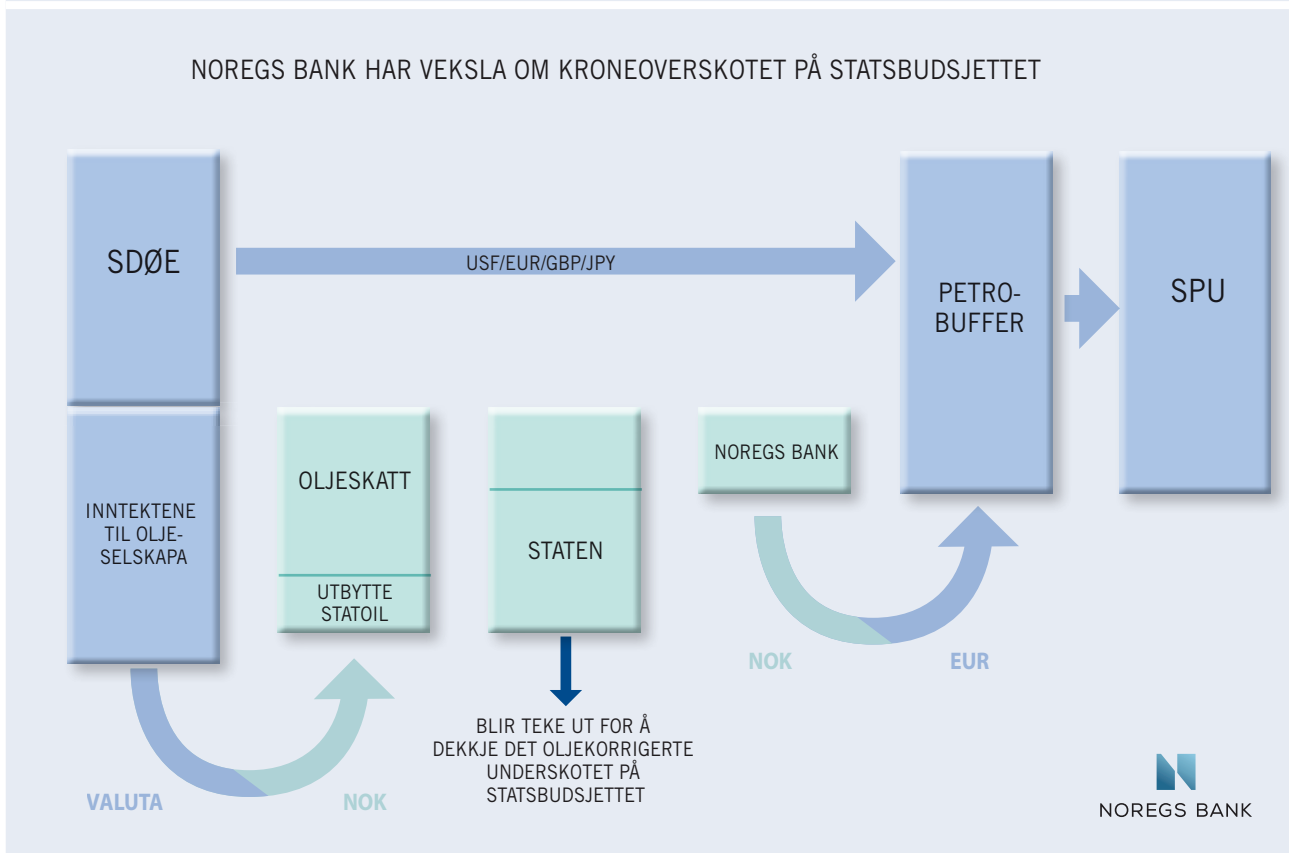 NOREGS BANK HAR VEKSLA OM KRONEOVERSKOTET PÅ STATSBUDSJETTET
SDØE
USF/EUR/GBP/JPY
PETRO-
BUFFER
SPU
INNTEKTENE
TIL OLJE-
SELSKAPA
OLJESKATT
UTBYTTE
STATOIL
STATEN
NOREGS BANK
VALUTA
NOK
BLIR TEKE UT FOR Å
DEKKJE DET OLJEKORRIGERTE
UNDERSKOTET PÅ
STATSBUDSJETTET
NOK
EUR
NOREGS BANK